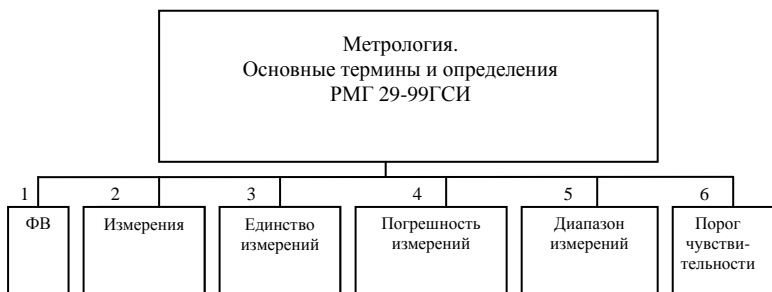 Метрология.
Основные термины и определения
РМГ 29-99ГСИ
1
2
3
4
5
6
ФВ
Измерения
Единство
измерений
Погрешность
измерений
Диапазон
измерений
Порог
чувстви-
тельности